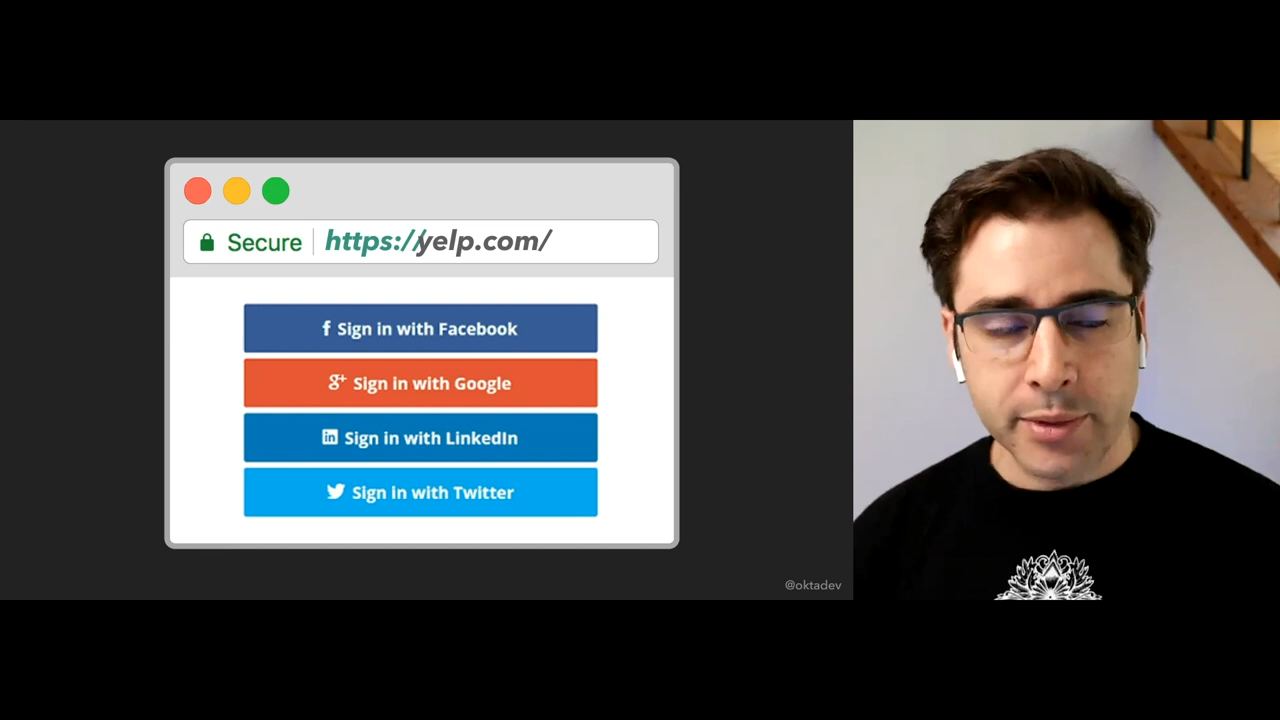 Secure https://yelp.com/
f Sign in with Facebook
g+ Sign in with Google
in Sign in with LinkedIn
Sign in with Twitter
@oktadev